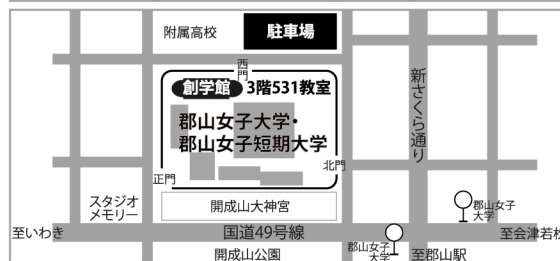 附属高校
駐車場
西門
創学館 3階531教室
郡山女子大学・
郡山女子短期大学
新さくら通り
北門
正門
スタジオ
メモリー
開成山大神宮
郡山女子
大学
至いわき
国道49号線
至会津若松
開成山公園
郡山女子
大学
至郡山駅